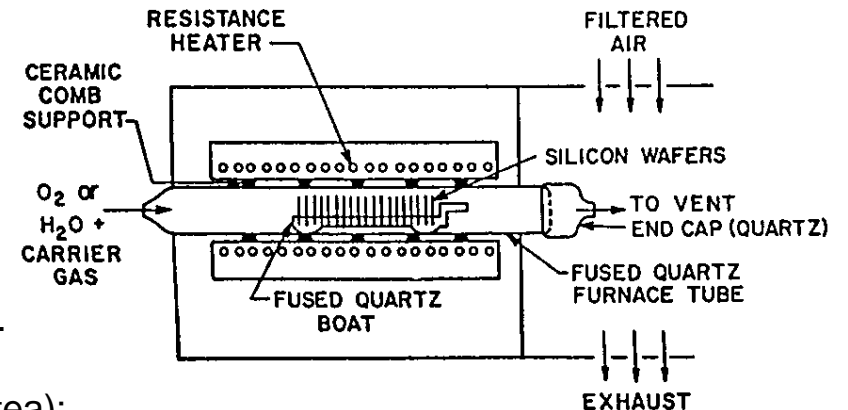 RESISTANCE
HEATER
FILTERED
AIR
CERAMIC
COMB
SUPPORT
SILICON WAFERS
O₂ or
H₂O +
CARRIER
GAS
TO VENT
END CAP (QUARTZ)
FUSED QUARTZ
FURNACE TUBE
FUSED QUARTZ
BOAT
EXHAUST